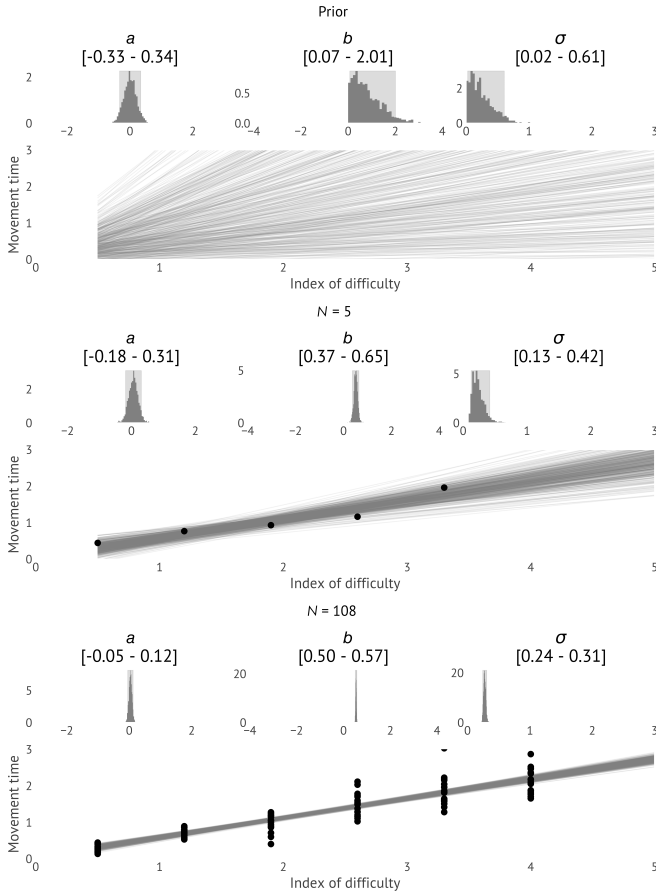 Prior
a b σ
[-0.33 - 0.34] [0.07 - 2.01] [0.02 - 0.61]
2 0.5 2
0 0.0 0
−2 0 2 −4 −2 0 2 4 0 1 2 3
Movement time
3
2
1
0
0 1 2 3 4 5
Index of difficulty
N = 5
a b σ
[-0.18 - 0.31] [0.37 - 0.65] [0.13 - 0.42]
2 5 5
0 0 0
−2 0 2 −4 −2 0 2 4 0 1 2 3
Movement time
3
2
1
0
0 1 2 3 4 5
Index of difficulty
N = 108
a b σ
[-0.05 - 0.12] [0.50 - 0.57] [0.24 - 0.31]
5 20 20
0 0 0
−2 0 2 −4 −2 0 2 4 0 1 2 3
Movement time
3
2
1
0
0 1 2 3 4 5
Index of difficulty